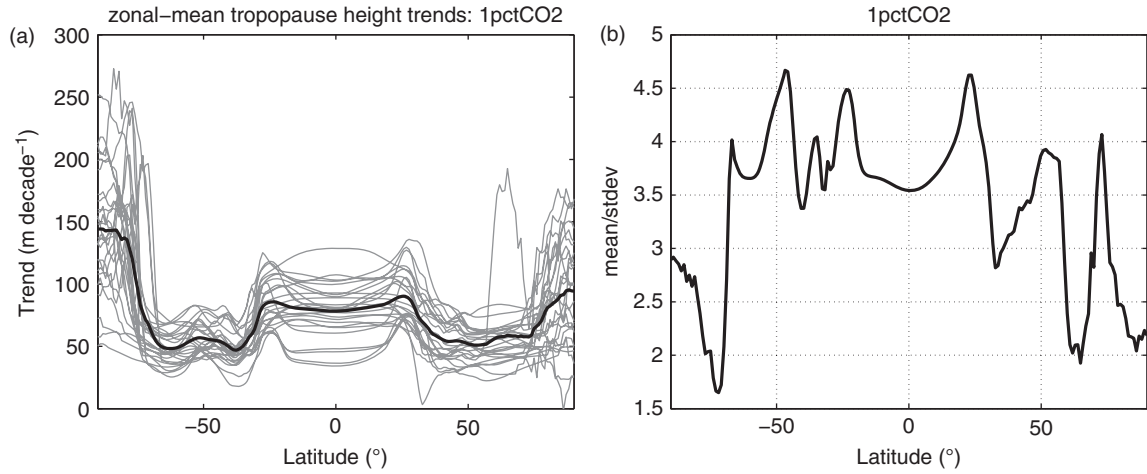 (a)
zonal−mean tropopause height trends: 1pctCO2
300
250
200
150
100
50
0
Trend (m decade−1)
−50
0
50
Latitude (°)
(b)
1pctCO2
5
4.5
4
3.5
3
2.5
2
1.5
mean/stdev
−50
0
50
Latitude (°)